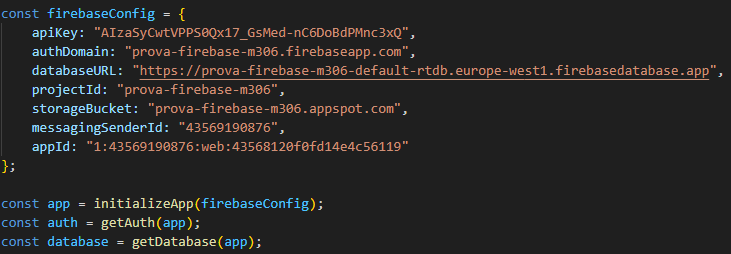 const firebaseConfig = {
apiKey: "AIzaSyCwtVPPS0Qx17_GsMed-nC6DoBdPMnc3xQ",
authDomain: "prova-firebase-m306.firebaseapp.com",
databaseURL: "https://prova-firebase-m306-default-rtdb.europe-west1.firebasedatabase.app",
projectId: "prova-firebase-m306",
storageBucket: "prova-firebase-m306.appspot.com",
messagingSenderId: "43569190876",
appId: "1:43569190876:web:43568120f0fd14e4c56119"
};
const app = initializeApp(firebaseConfig);
const auth = getAuth(app);
const database = getDatabase(app);